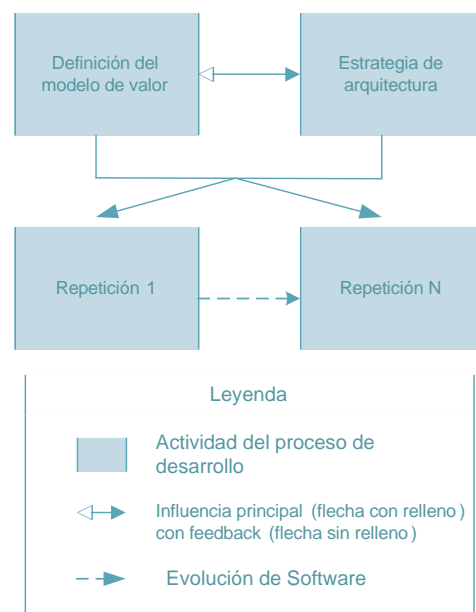 Definición del
modelo de valor
Estrategia de
arquitectura
Repetición 1
Repetición N
Leyenda
Actividad del proceso de
desarrollo
Influencia principal (flecha con relleno)
con feedback (flecha sin relleno)
Evolución de Software